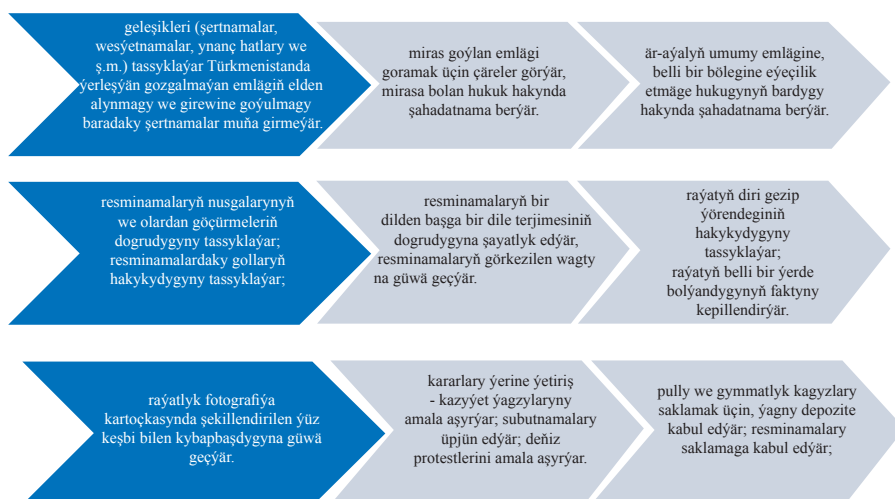 geleşikleri (şertnamalar,
wesýetnamalar, ynanç hatlary we
ş.m.) tassyklaýar Türkmenistanda
ýerleşýän gozgalmaýan emlägiň elden
alynmagy we girewine goýulmagy
baradaky şertnamalar muňa girmeýär.
miras goýlan emlägi
goramak üçin çäreler görýär,
mirasa bolan hukuk hakynda
şahadatnama berýär.
är-aýalyň umumy emlägine,
belli bir bölegine eýeçilik
etmäge hukugynyň bardygy
hakynda şahadatnama berýär.
resminamalaryň nusgalarynyň
we olardan göçürmeleriň
dogrudygyny tassyklaýar;
resminamalardaky gollaryň
hakykydygyny tassyklaýar;
resminamalaryň bir
dilden başga bir dile terjimesiniň
dogrudygyna şaýatlyk edýär,
resminamalaryň görkezilen wagty
na güwä geçýär.
raýatyň diri gezip
ýörendeginiň
hakykydygyny
tassyklaýar;
raýatyň belli bir ýerde
bolýandygynyň faktyny
kepillendirýär.
raýatlyk fotografiýa
kartoçkasynda şekillendirilen ýüz
keşbi bilen kybapbaşdygyna güwä
geçýär.
kararlary ýerine ýetiriş
- kazyýet ýagzylaryny
amala aşyrýar; subutnamalary
üpjün edýär; deňiz
protestlerini amala aşyrýar.
pully we gymmatlyk kagyzlary
saklamak üçin, ýagny depozite
kabul edýär; resminamalary
saklamaga kabul edýär;